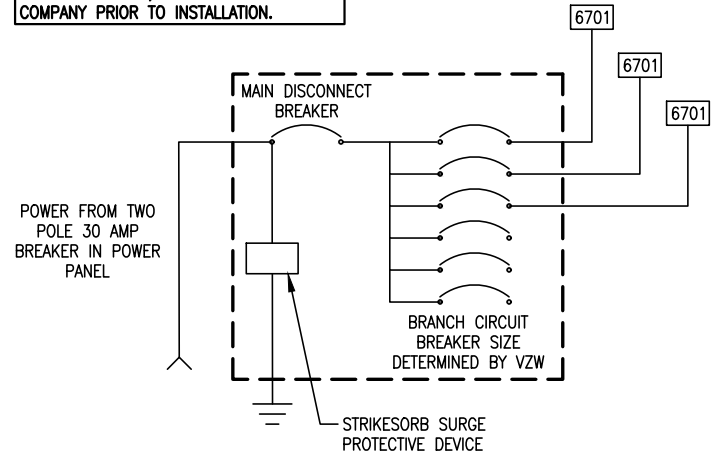 COMPANY PRIOR TO INSTALLATION.
6701
6701
6701
MAIN DISCONNECT
BREAKER
POWER FROM TWO
POLE 30 AMP
BREAKER IN POWER
PANEL
BRANCH CIRCUIT
BREAKER SIZE
DETERMINED BY VZW
STRIKESORB SURGE
PROTECTIVE DEVICE